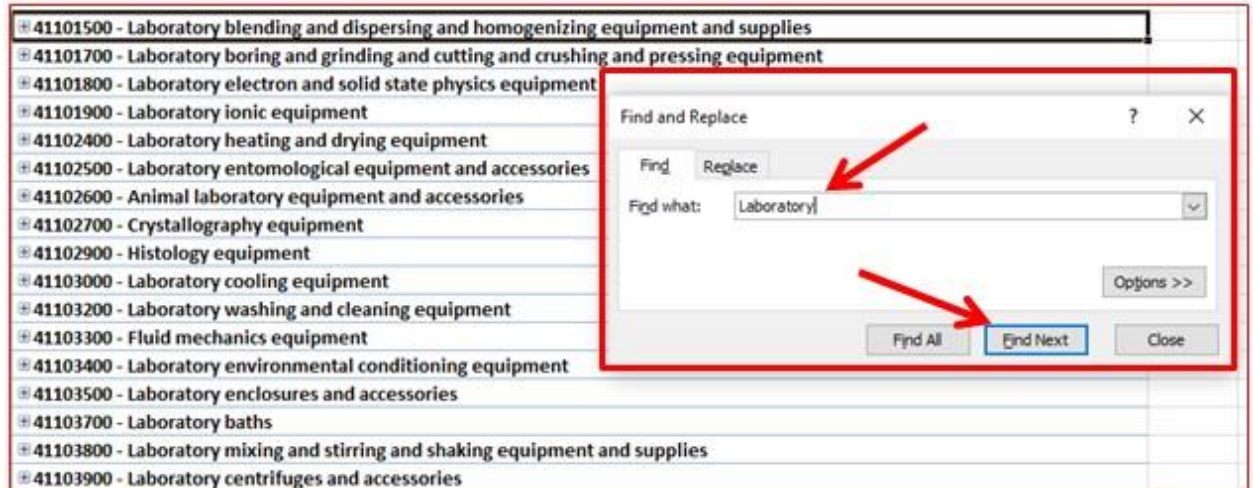 41101500 - Laboratory blending and dispersing and homogenizing equipment and supplies
41101700 - Laboratory boring and grinding and cutting and crushing and pressing equipment
41101800 - Laboratory electron and solid state physics equipment
41101900 - Laboratory ionic equipment
41102400 - Laboratory heating and drying equipment
41102500 - Laboratory entomological equipment and accessories
41102600 - Animal laboratory equipment and accessories
41102700 - Crystallography equipment
41102900 - Histology equipment
41103000 - Laboratory cooling equipment
41103200 - Laboratory washing and cleaning equipment
41103300 - Fluid mechanics equipment
41103400 - Laboratory environmental conditioning equipment
41103500 - Laboratory enclosures and accessories
41103700 - Laboratory baths
41103800 - Laboratory mixing and stirring and shaking equipment and supplies
41103900 - Laboratory centrifuges and accessories
Find and Replace ? ×
Find Replace
Find what: Laboratory
Options >>
Find All Find Next Close